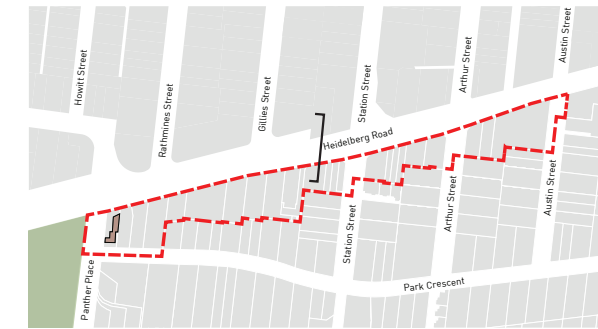 Howitt Street
Rathmines Street
Gillies Street
Station Street
Arthur Street
Austin Street
Heidelberg Road
Panther Place
Station Street
Arthur Street
Austin Street
Park Crescent